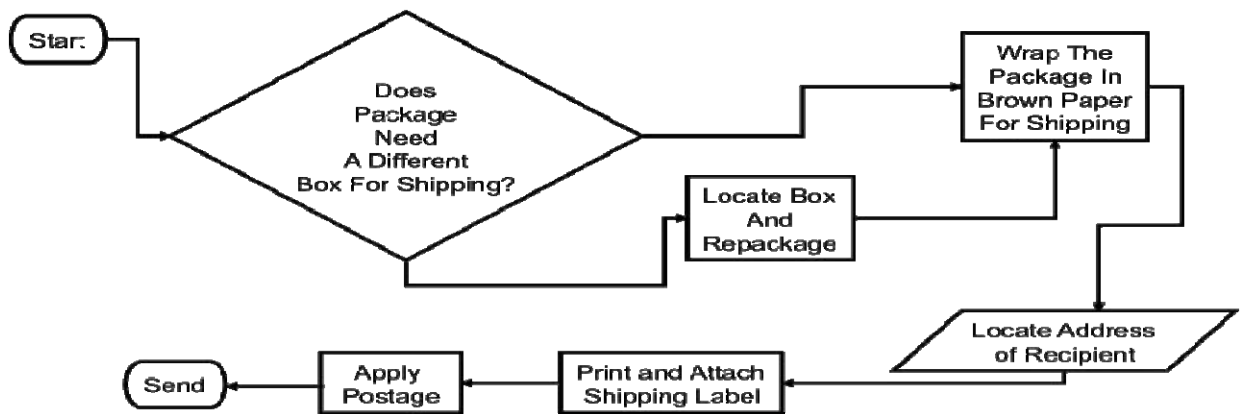 Start
Does
Package
Need
A Different
Box For Shipping?
Wrap The
Package In
Brown Paper
For Shipping
Locate Box
And
Repackage
Locate Address
of Recipient
Print and Attach
Shipping Label
Apply
Postage
Send